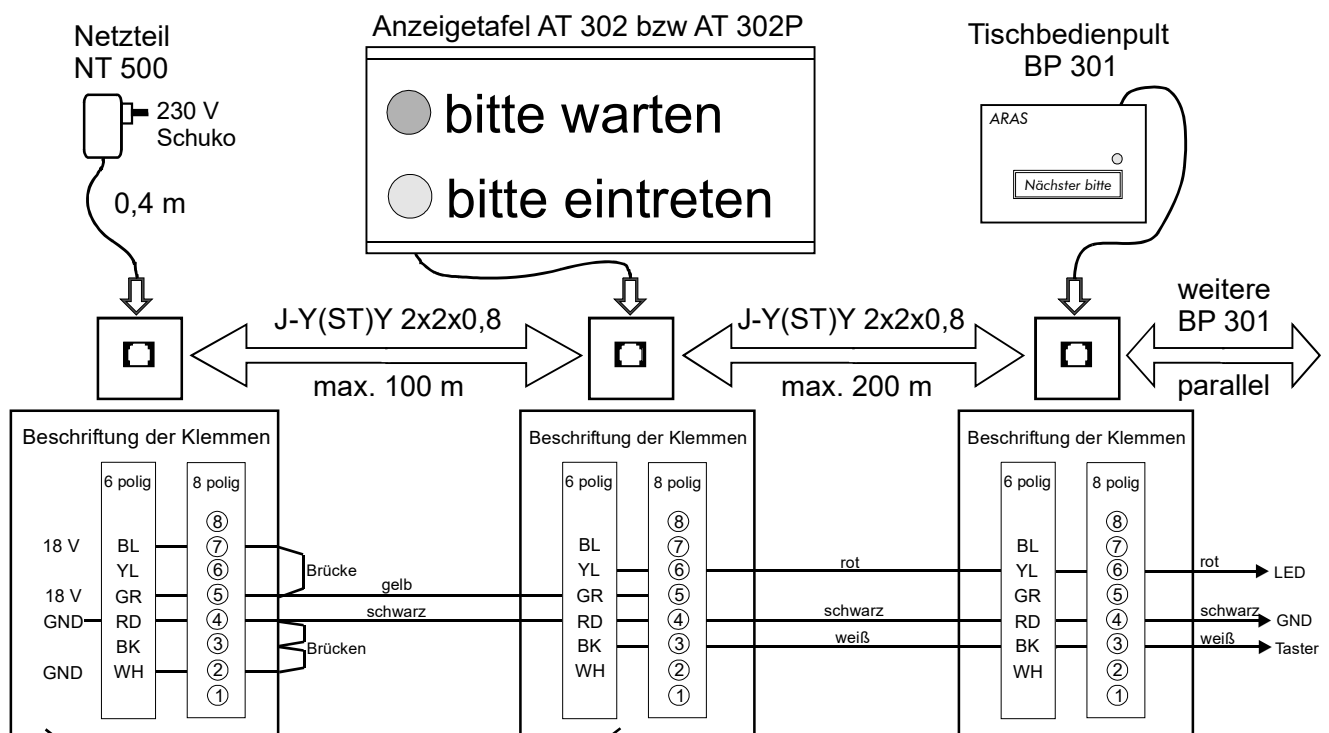 Netzteil
NT 500
230 V
Schuko
0,4 m
Anzeigetafel AT 302 bzw AT 302P
bitte warten
bitte eintreten
Tischbedienpult
BP 301
ARAS
Nächster bitte
J-Y(ST)Y 2x2x0,8
max. 100 m
J-Y(ST)Y 2x2x0,8
max. 200 m
weitere
BP 301
parallel
Beschriftung der Klemmen
6 polig
8 polig
8
18 V BL 7
YL 6
Brücke
18 V GR 5
gelb
GND RD 4
schwarz
BK 3
Brücken
GND WH 2
1
Beschriftung der Klemmen
6 polig
8 polig
8
BL 7
YL 6
rot
GR 5
RD 4
schwarz
BK 3
weiß
WH 2
1
Beschriftung der Klemmen
6 polig
8 polig
8
BL 7
YL 6
rot
LED
GR 5
RD 4
schwarz
GND
BK 3
weiß
Taster
WH 2
1